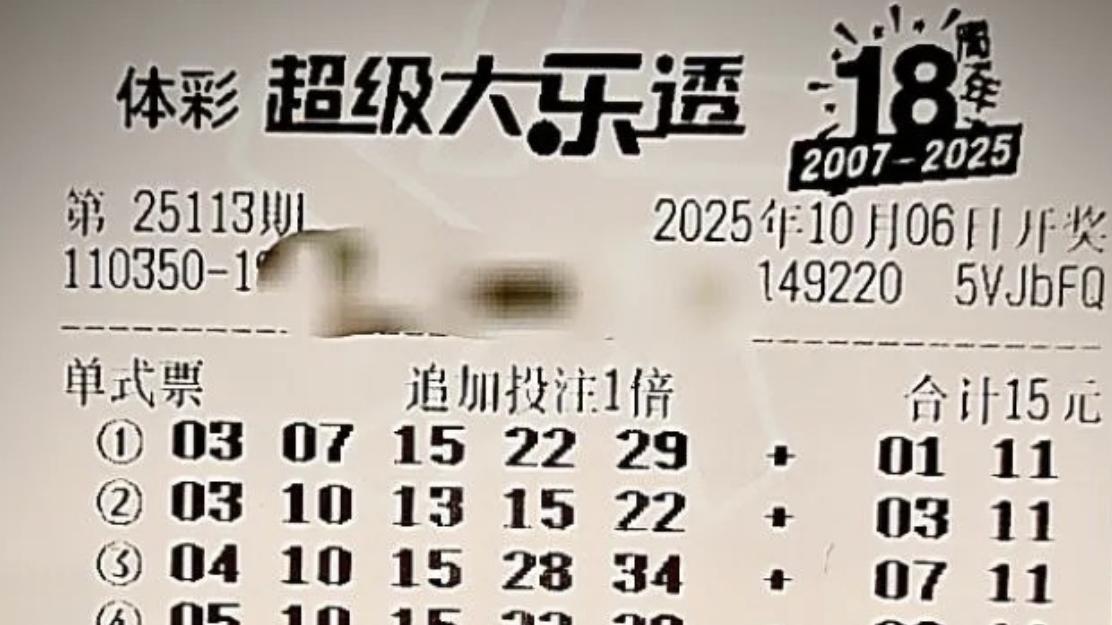 体彩 超级大乐透 18周年
2007-2025
第 25113期 2025年10月06日开奖
110350-1 149220 5VJbFQ
单式票 追加投注1倍 合计15元
① 03 07 15 22 29 + 01 11
② 03 10 13 15 22 + 03 11
③ 04 10 15 28 34 + 07 11